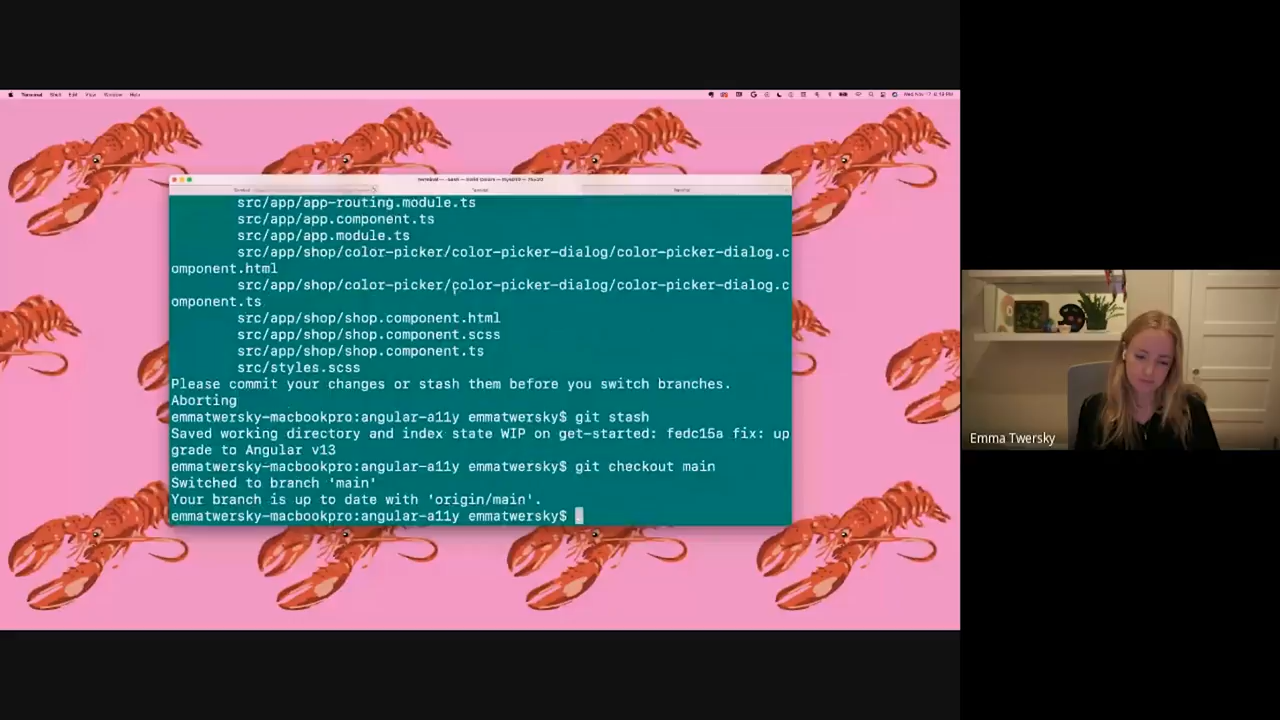 Terminal Shell Edit View Window Help
src/app/app-routing.module.ts
src/app/app.component.ts
src/app/app.module.ts
src/app/shop/color-picker/color-picker-dialog/color-picker-dialog.c
omponent.html
src/app/shop/color-picker/color-picker-dialog/color-picker-dialog.c
omponent.ts
src/app/shop/shop.component.html
src/app/shop/shop.component.scss
src/app/shop/shop.component.ts
src/styles.scss
Please commit your changes or stash them before you switch branches.
Aborting
emmatwersky-macbookpro:angular-a11y emmatwersky$ git stash
Saved working directory and index state WIP on get-started: fedc15a fix: up
grade to Angular v13
emmatwersky-macbookpro:angular-a11y emmatwersky$ git checkout main
Switched to branch 'main'
Your branch is up to date with 'origin/main'.
emmatwersky-macbookpro:angular-a11y emmatwersky$
Emma Twersky